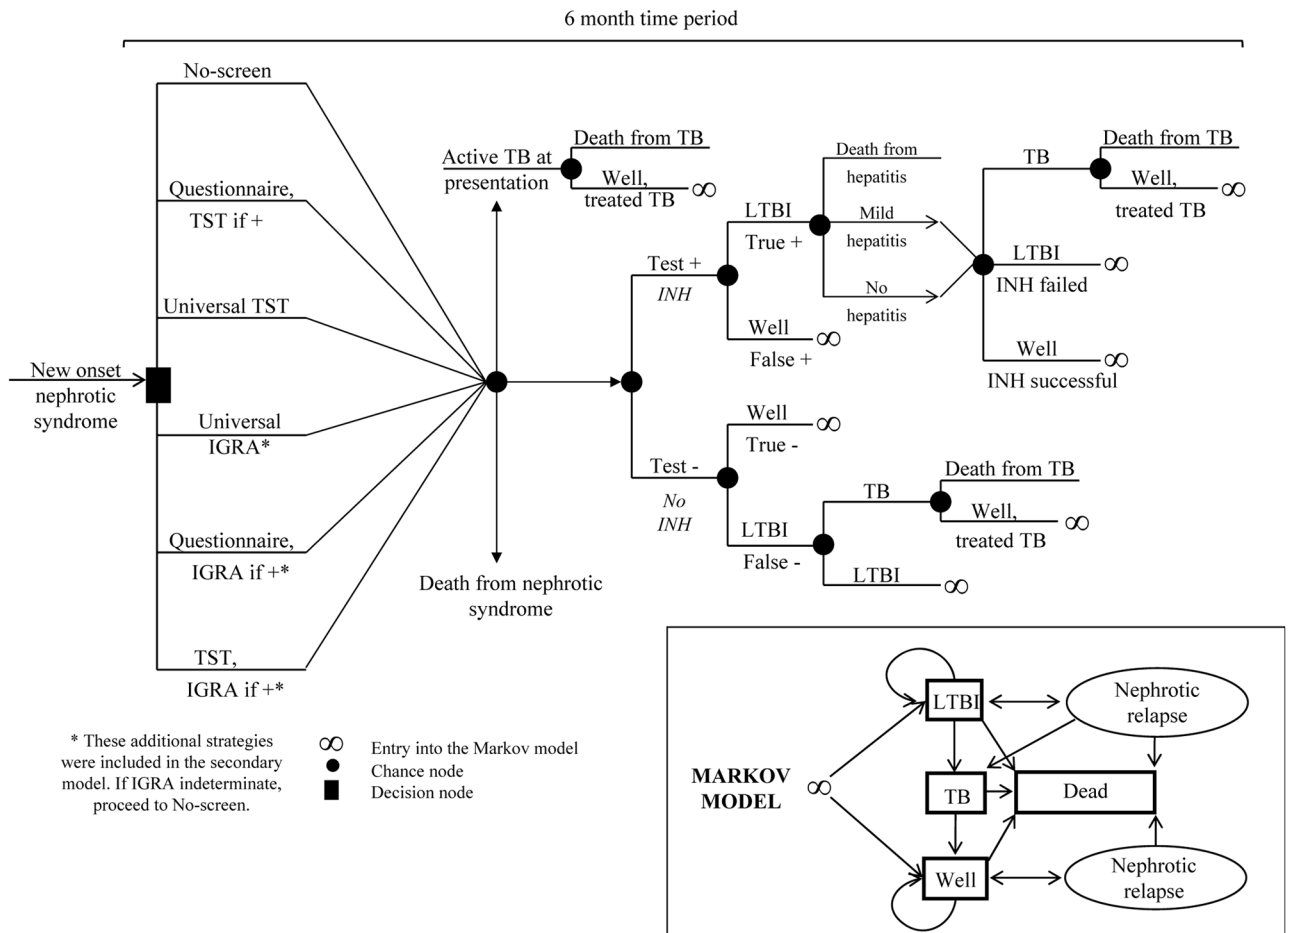 6 month time period
No-screen
Questionnaire,
TST if +
Universal TST
New onset
nephrotic
syndrome
Universal
IGRA*
Questionnaire,
IGRA if +*
TST,
IGRA if +*
Active TB at
presentation
Death from TB
Well,
treated TB
∞
Death from nephrotic
syndrome
Test +
INH
LTBI
True +
Well
False +
∞
Death from
hepatitis
Mild
hepatitis
No
hepatitis
TB
Death from TB
Well,
treated TB
∞
LTBI
INH failed
∞
Well
INH successful
∞
Test -
No
INH
Well
True -
∞
LTBI
False -
TB
Death from TB
Well,
treated TB
∞
LTBI
∞
* These additional strategies
were included in the secondary
model. If IGRA indeterminate,
proceed to No-screen.
∞ Entry into the Markov model
Chance node
Decision node
MARKOV
MODEL
∞
LTBI
Nephrotic
relapse
TB
Dead
Well
Nephrotic
relapse